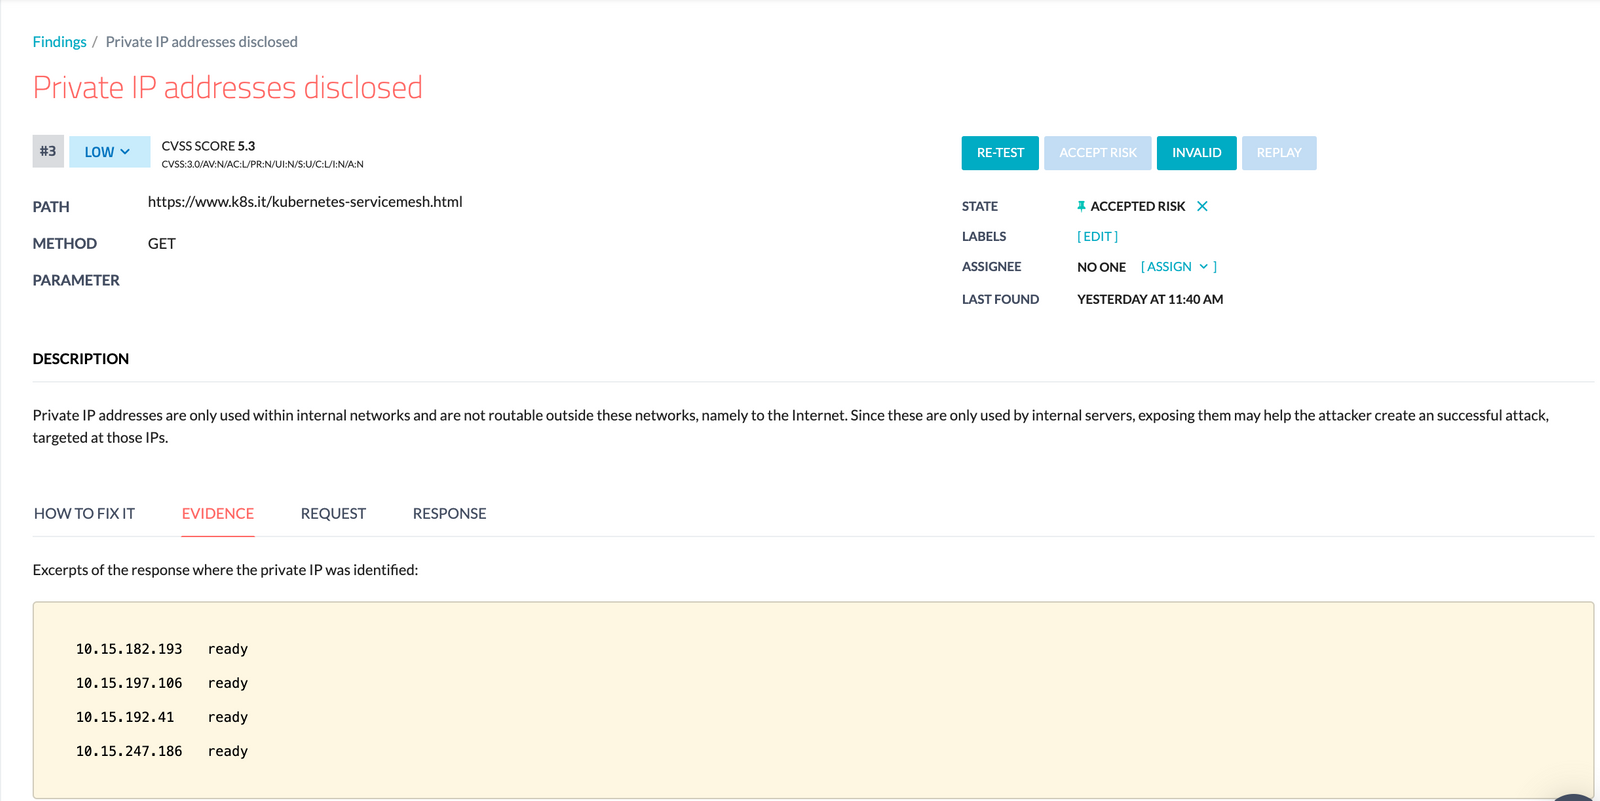 Findings / Private IP addresses disclosed
Private IP addresses disclosed
#3 LOW CVSS SCORE 5.3
CVSS:3.0/AV:N/AC:L/PR:N/UI:N/S:U/C:L/I:N/A:N
RE-TEST ACCEPT RISK INVALID REPLAY
PATH https://www.k8s.it/kubernetes-servicemesh.html
METHOD GET
PARAMETER
STATE ACCEPTED RISK
LABELS [ EDIT ]
ASSIGNEE NO ONE [ ASSIGN ]
LAST FOUND YESTERDAY AT 11:40 AM
DESCRIPTION
Private IP addresses are only used within internal networks and are not routable outside these networks, namely to the Internet. Since these are only used by internal servers, exposing them may help the attacker create an successful attack,
targeted at those IPs.
HOW TO FIX IT EVIDENCE REQUEST RESPONSE
Excerpts of the response where the private IP was identified:
10.15.182.193 ready
10.15.197.106 ready
10.15.192.41 ready
10.15.247.186 ready